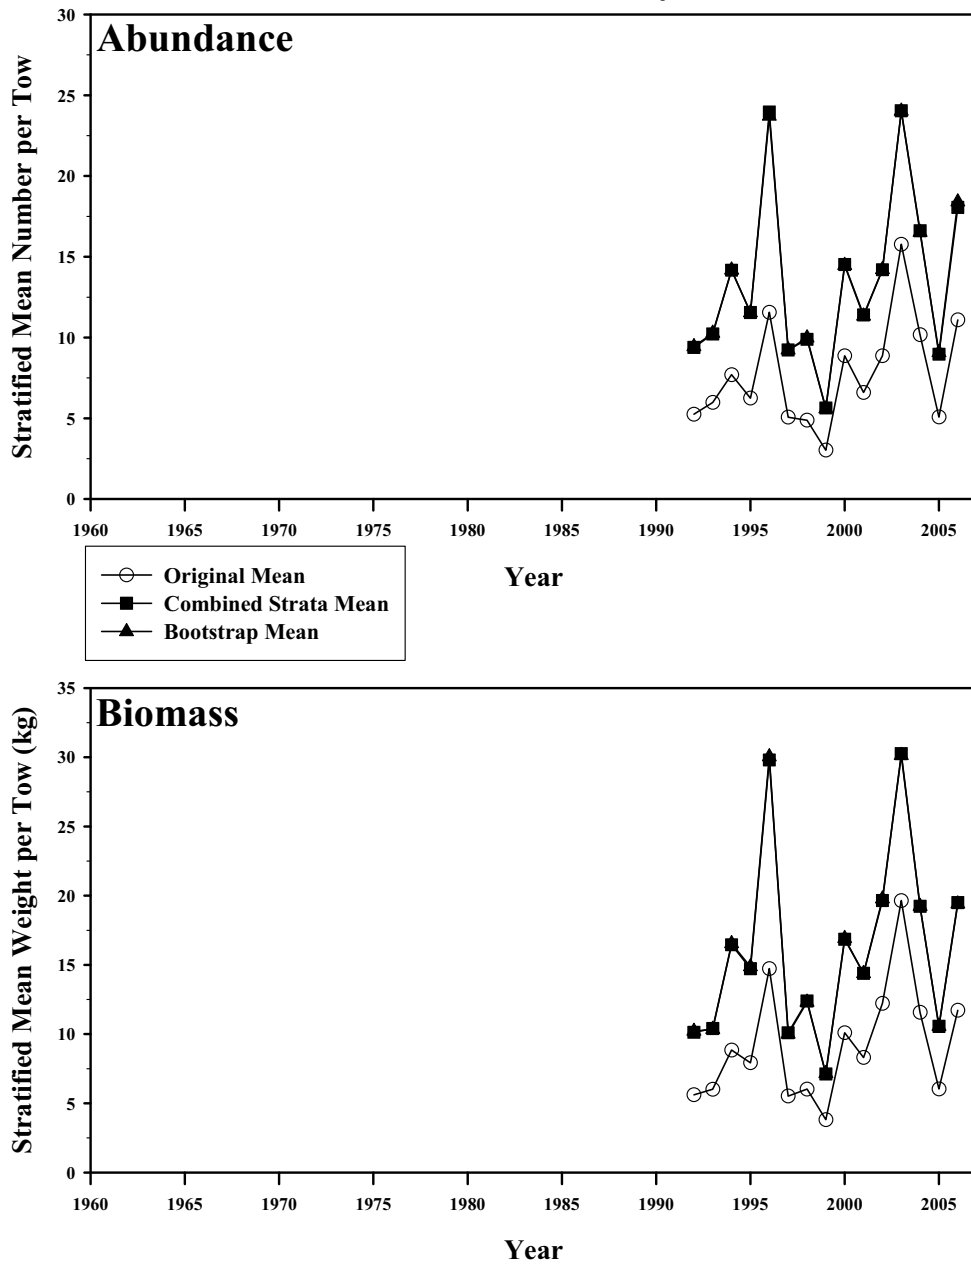 Abundance
Stratified Mean Number per Tow
30
25
20
15
10
5
0
1960 1965 1970 1975 1980 1985 1990 1995 2000 2005
Year
Original Mean
Combined Strata Mean
Bootstrap Mean
Biomass
Stratified Mean Weight per Tow (kg)
35
30
25
20
15
10
5
0
1960 1965 1970 1975 1980 1985 1990 1995 2000 2005
Year